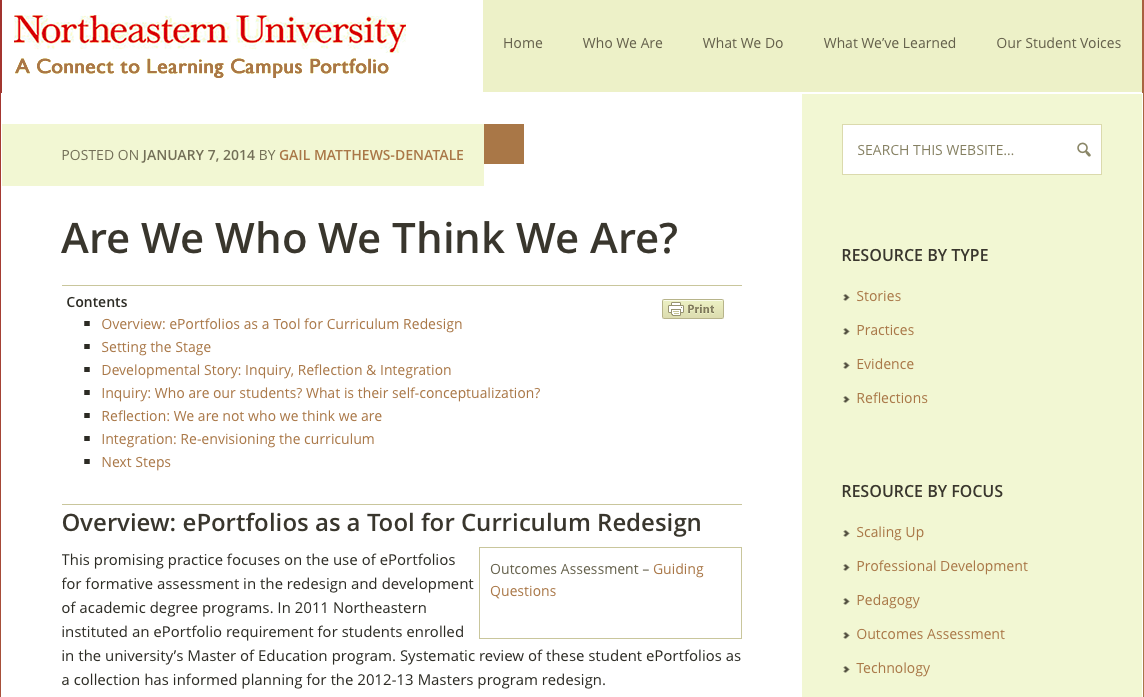 Northeastern University
A Connect to Learning Campus Portfolio
Home Who We Are What We Do What We’ve Learned Our Student Voices
POSTED ON JANUARY 7, 2014 BY GAIL MATTHEWS-DENATALE
Are We Who We Think We Are?
Contents
Print
Overview: ePortfolios as a Tool for Curriculum Redesign
Setting the Stage
Developmental Story: Inquiry, Reflection & Integration
Inquiry: Who are our students? What is their self-conceptualization?
Reflection: We are not who we think we are
Integration: Re-envisioning the curriculum
Next Steps
Overview: ePortfolios as a Tool for Curriculum Redesign
This promising practice focuses on the use of ePortfolios
for formative assessment in the redesign and development
of academic degree programs. In 2011 Northeastern
instituted an ePortfolio requirement for students enrolled
in the university’s Master of Education program. Systematic review of these student ePortfolios as
a collection has informed planning for the 2012-13 Masters program redesign.
Outcomes Assessment – Guiding
Questions
SEARCH THIS WEBSITE...
RESOURCE BY TYPE
Stories
Practices
Evidence
Reflections
RESOURCE BY FOCUS
Scaling Up
Professional Development
Pedagogy
Outcomes Assessment
Technology